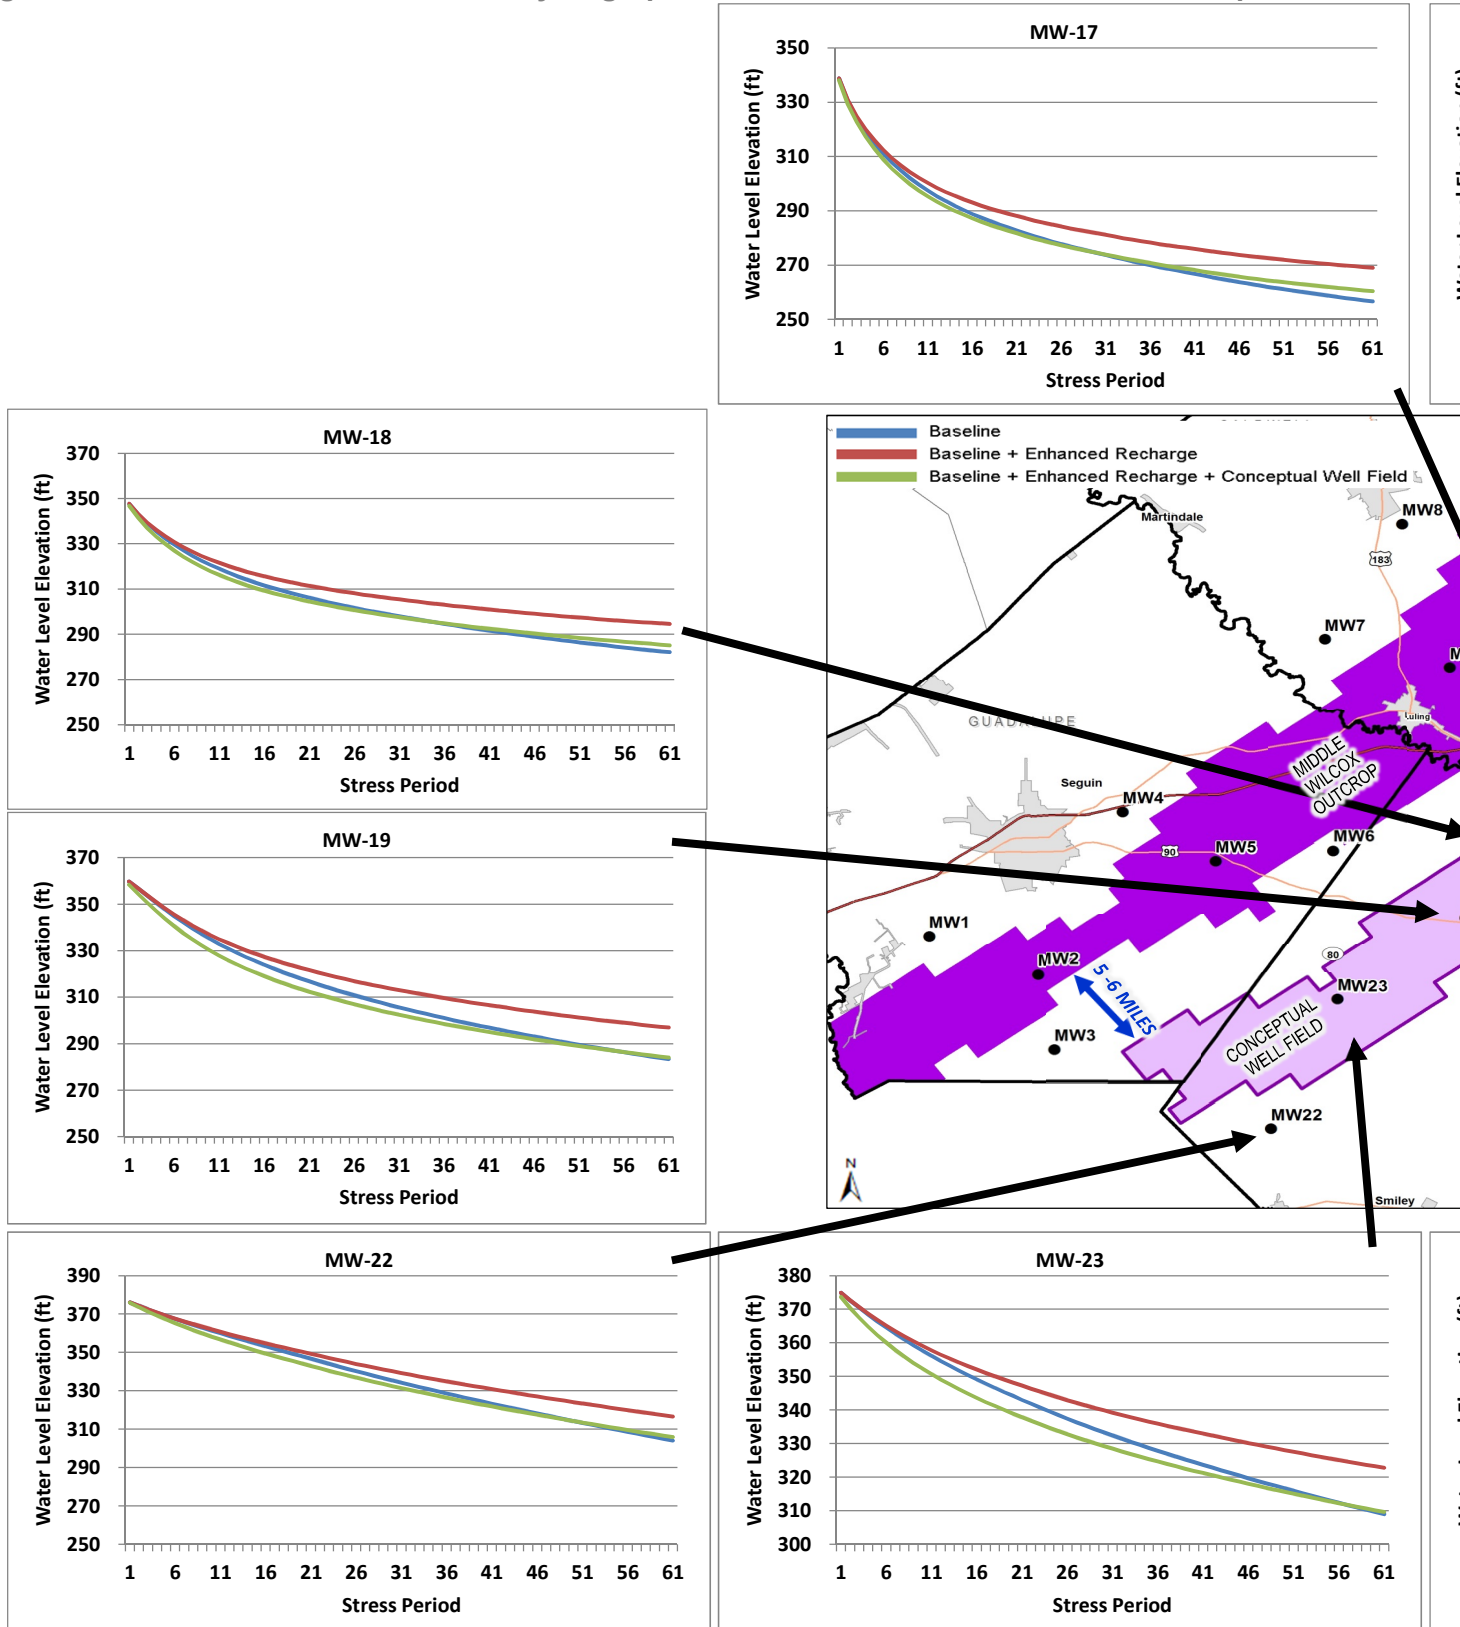 MW-17
Water Level Elevation (ft)
350
330
310
290
270
250
1 6 11 16 21 26 31 36 41 46 51 56 61
Stress Period
MW-18
Water Level Elevation (ft)
370
350
330
310
290
270
250
1 6 11 16 21 26 31 36 41 46 51 56 61
Stress Period
Baseline
Baseline + Enhanced Recharge
Baseline + Enhanced Recharge + Conceptual Well Field
Martindale
MW8
183
MW7
GUADALUPE
Luling
MIDDLE
WILCOX
OUTCROP
Seguin
MW4
MW6
90
MW5
MW1
MW2
80
5 -6 MILES
MW23
MW3
CONCEPTUAL
WELL FIELD
MW22
N
Smiley
MW-19
Water Level Elevation (ft)
370
350
330
310
290
270
250
1 6 11 16 21 26 31 36 41 46 51 56 61
Stress Period
MW-22
Water Level Elevation (ft)
390
370
350
330
310
290
270
250
1 6 11 16 21 26 31 36 41 46 51 56 61
Stress Period
MW-23
Water Level Elevation (ft)
380
370
360
350
340
330
320
310
300
1 6 11 16 21 26 31 36 41 46 51 56 61
Stress Period